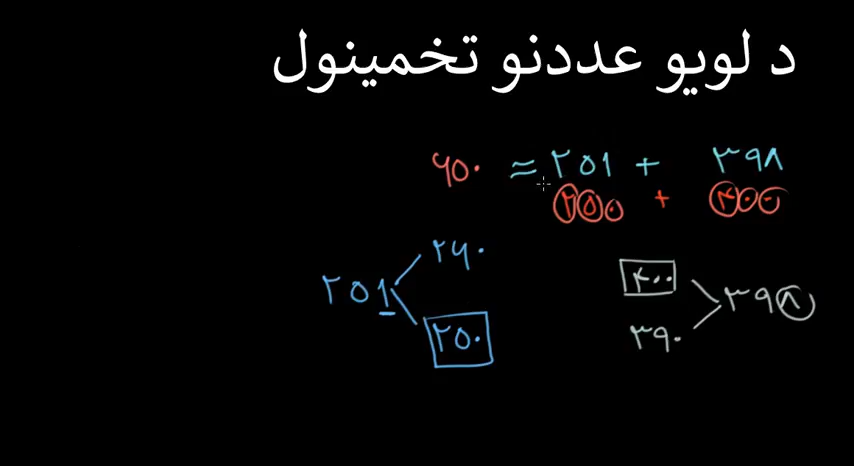 د لویو عددنو تخمینول
۳۹۸ + ۲۵۱ ≈ ۶۵۰
۴۰۰ + ۲۵۰
۴۰۰
۳۹۸
۳۹۰
۲۶۰
۲۵۱
۲۵۰